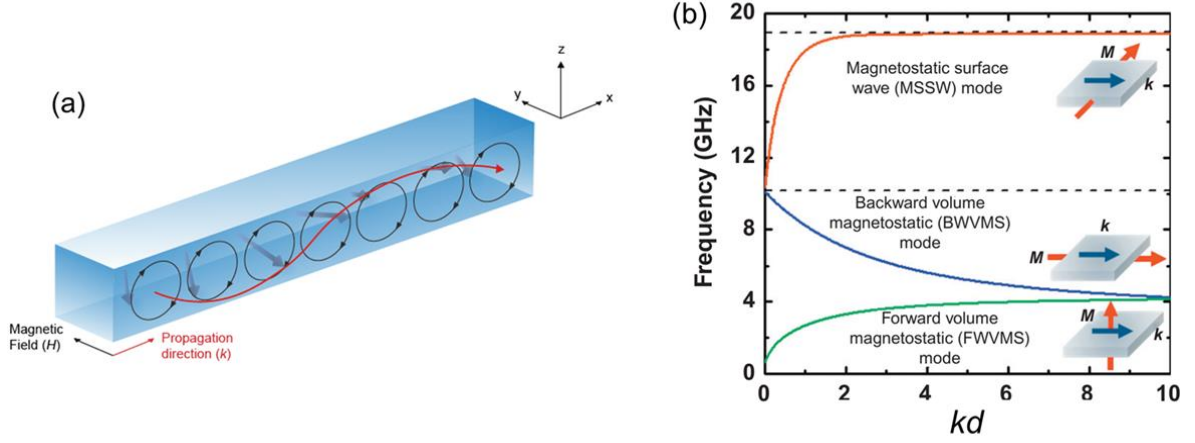 (a)
z
y
x
Magnetic
Field (H)
Propagation
direction (k)
(b)
Frequency (GHz)
20
16
12
8
4
0
Magnetostatic surface
wave (MSSW) mode
M
k
Backward volume
magnetostatic (BWVMS)
mode
k
M
Forward volume
magnetostatic (FWVMS)
mode
M
k
0
2
4
6
8
10
kd